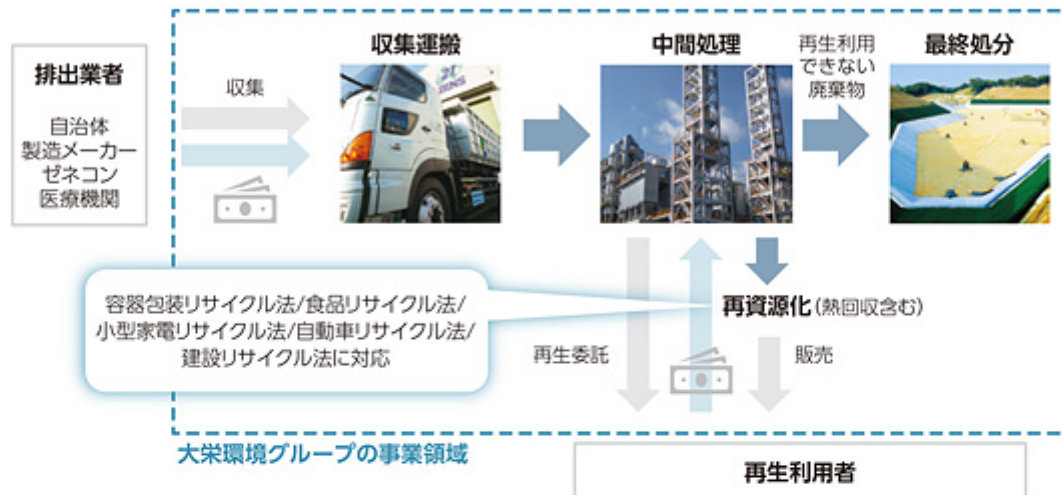 排出業者
自治体
製造メーカー
ゼネコン
医療機関
収集
収集運搬
中間処理
再生利用
できない
廃棄物
最終処分
容器包装リサイクル法/食品リサイクル法/
小型家電リサイクル法/自動車リサイクル法/
建設リサイクル法に対応
再生委託
再資源化(熱回収含む)
販売
大栄環境グループの事業領域
再生利用者